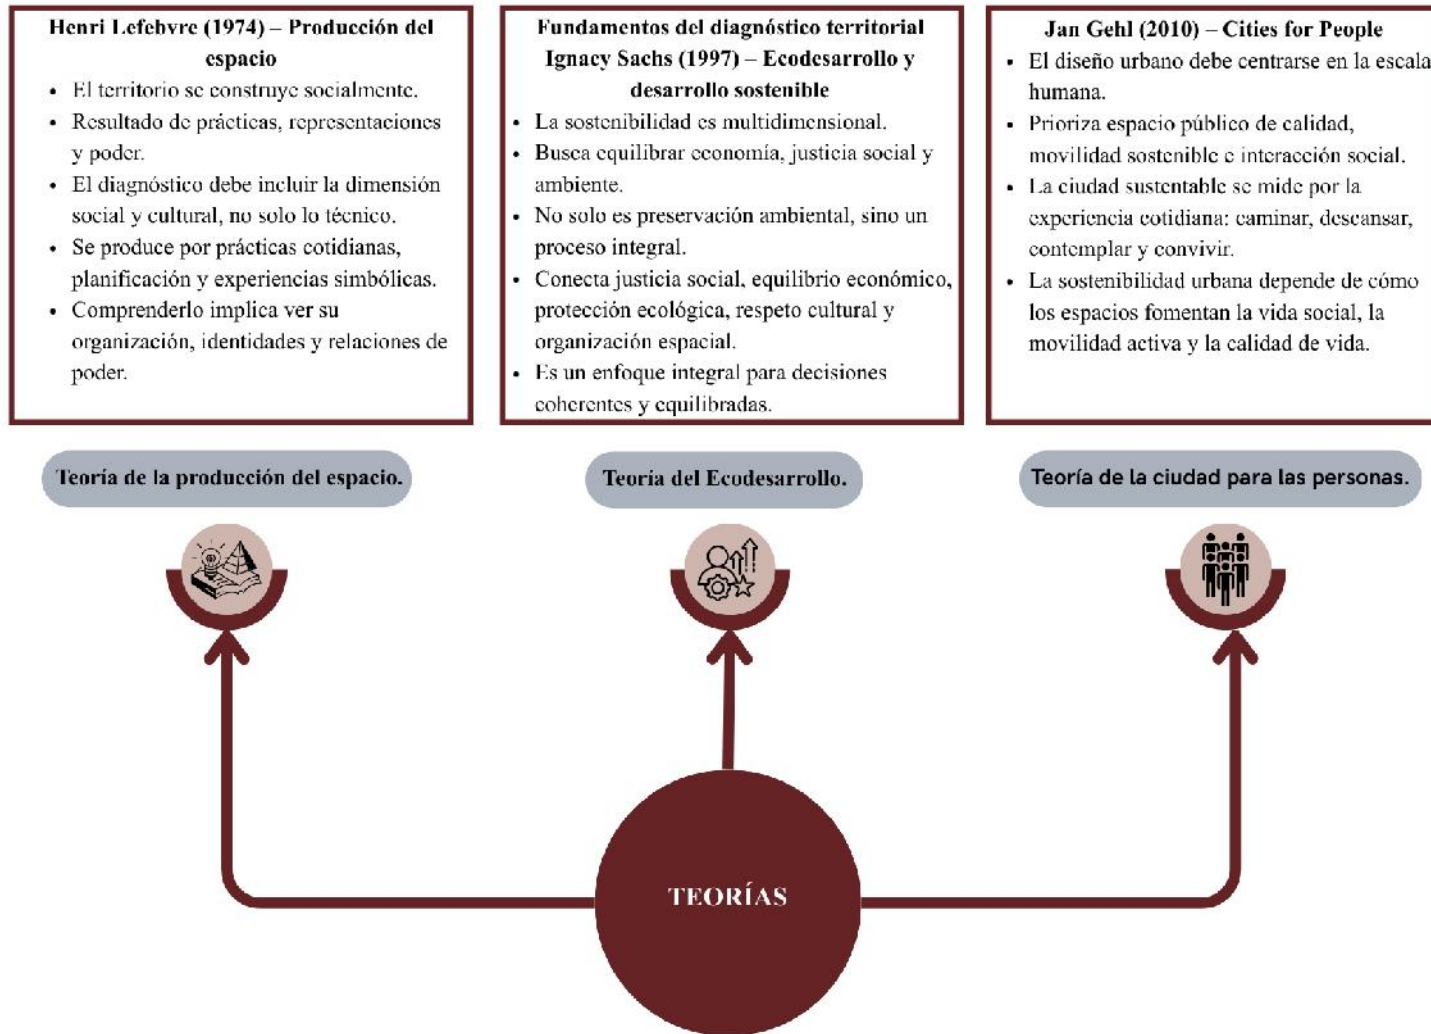 Henri Lefebvre (1974) – Producción del
espacio
• El territorio se construye socialmente.
• Resultado de prácticas, representaciones
y poder.
• El diagnóstico debe incluir la dimensión
social y cultural, no solo lo técnico.
• Se produce por prácticas cotidianas,
planificación y experiencias simbólicas.
• Comprenderlo implica ver su
organización, identidades y relaciones de
poder.
Fundamentos del diagnóstico territorial
Ignacy Sachs (1997) – Ecodesarrollo y
desarrollo sostenible
• La sostenibilidad es multidimensional.
• Busca equilibrar economía, justicia social y
ambiente.
• No solo es preservación ambiental, sino un
proceso integral.
• Conecta justicia social, equilibrio económico,
protección ecológica, respeto cultural y
organización espacial.
• Es un enfoque integral para decisiones
coherentes y equilibradas.
Jan Gehl (2010) – Cities for People
• El diseño urbano debe centrarse en la escala
humana.
• Prioriza espacio público de calidad,
movilidad sostenible e interacción social.
• La ciudad sustentable se mide por la
experiencia cotidiana: caminar, descansar,
contemplar y convivir.
• La sostenibilidad urbana depende de cómo
los espacios fomentan la vida social, la
movilidad activa y la calidad de vida.
Teoría de la producción del espacio.
Teoría del Ecodesarrollo.
Teoría de la ciudad para las personas.
TEORÍAS